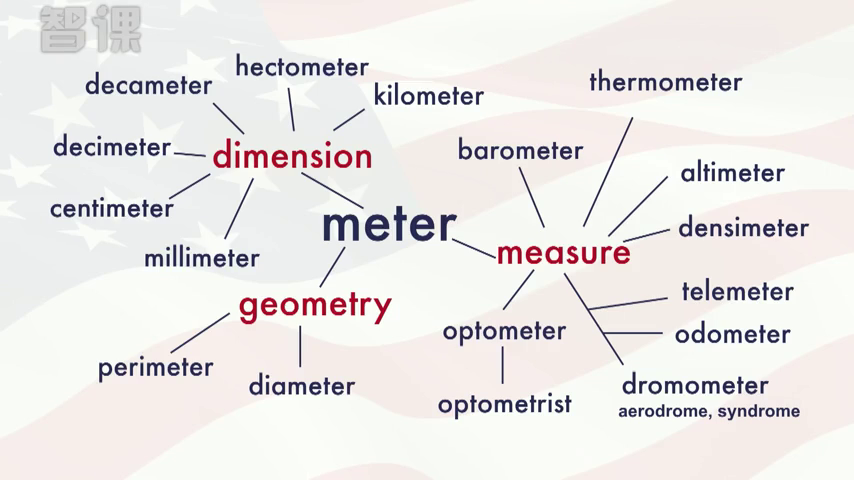 智课
hectometer
decameter
kilometer
thermometer
decimeter
dimension
barometer
altimeter
centimeter
meter
densimeter
millimeter
measure
geometry
telemeter
optometer
odometer
perimeter
diameter
dromometer
optometrist
aerodrome, syndrome